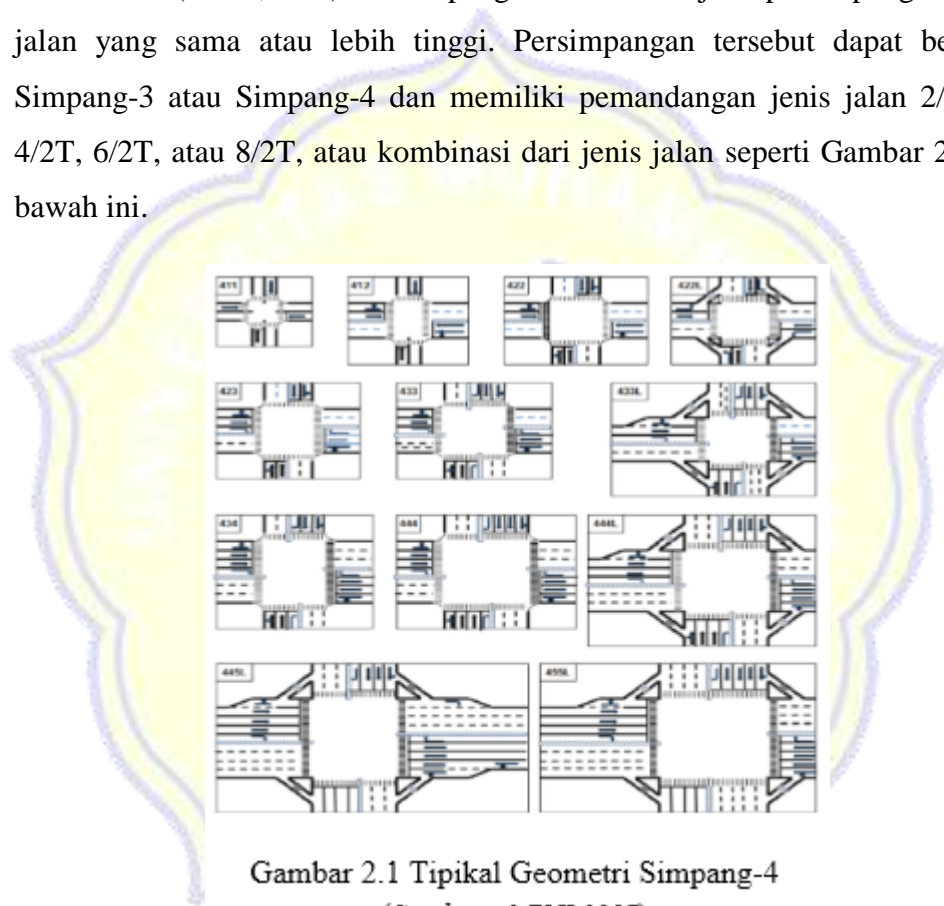 jalan yang sama atau lebih tinggi. Persimpangan tersebut dapat be
Simpang-3 atau Simpang-4 dan memiliki pemandangan jenis jalan 2/
4/2T, 6/2T, atau 8/2T, atau kombinasi dari jenis jalan seperti Gambar 2
bawah ini.
411 412 422 422L
423 433 433L
434 444 444L
445L 455L
Gambar 2.1 Tipikal Geometri Simpang-4